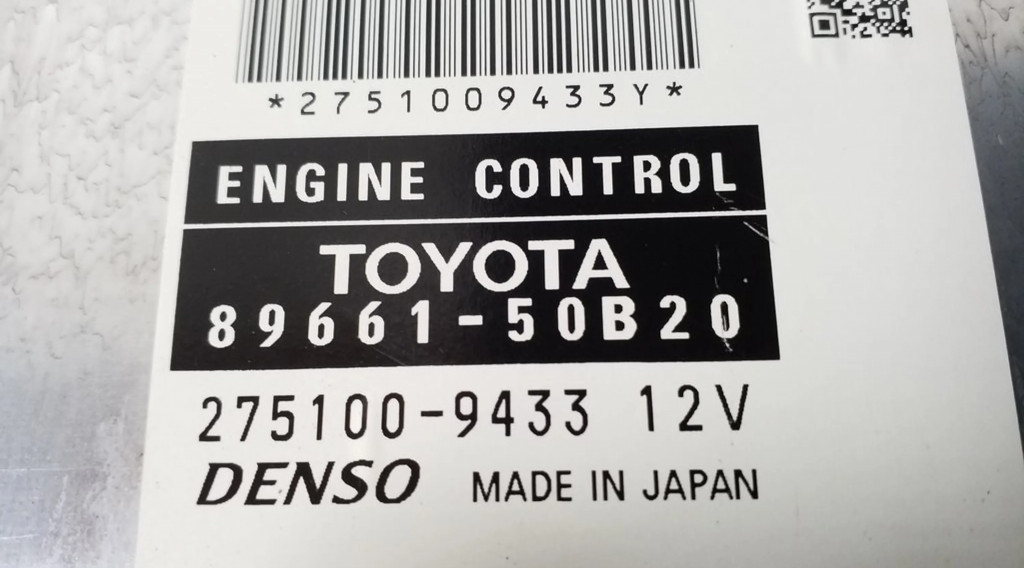 *2751009433Y*
ENGINE CONTROL
TOYOTA
89661-50B20
275100-9433 12V
DENSO MADE IN JAPAN